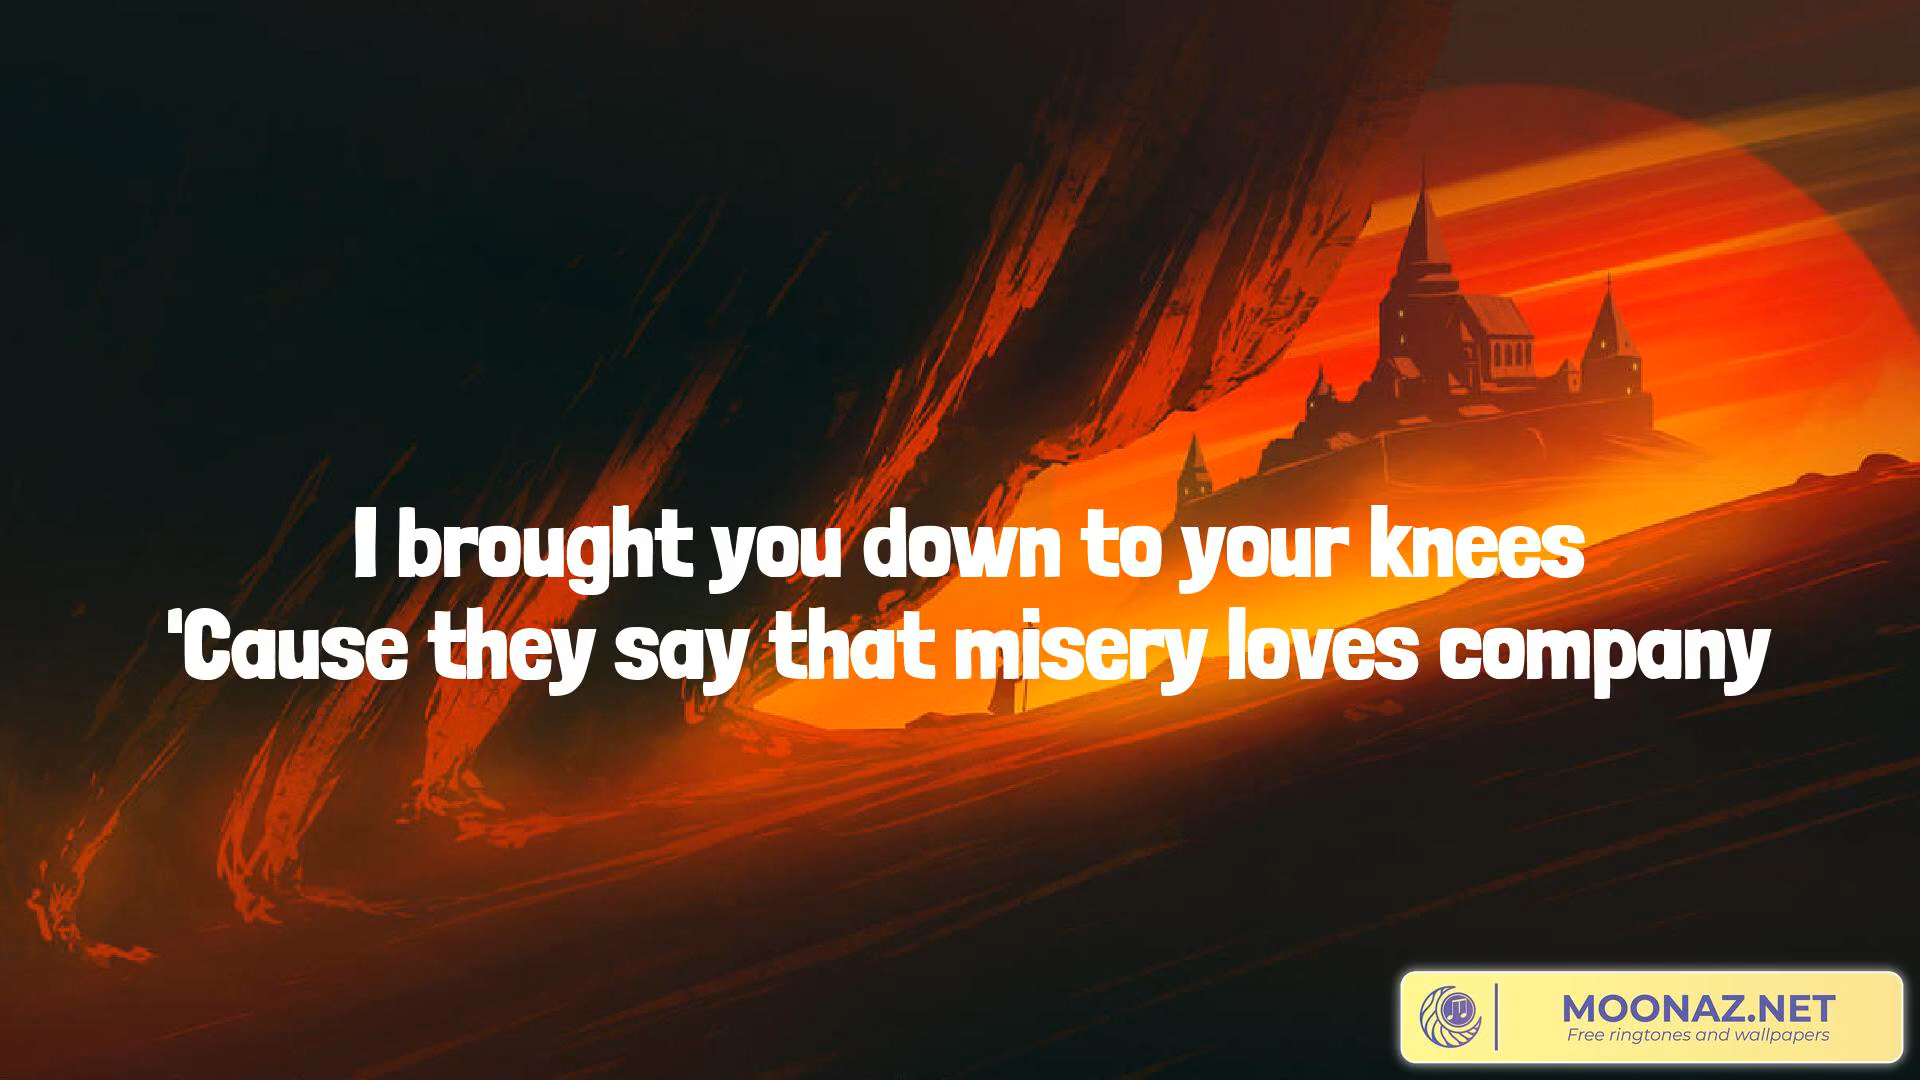 I brought you down to your knees
'Cause they say that misery loves company
MOONAZ.NET
Free ringtones and wallpapers